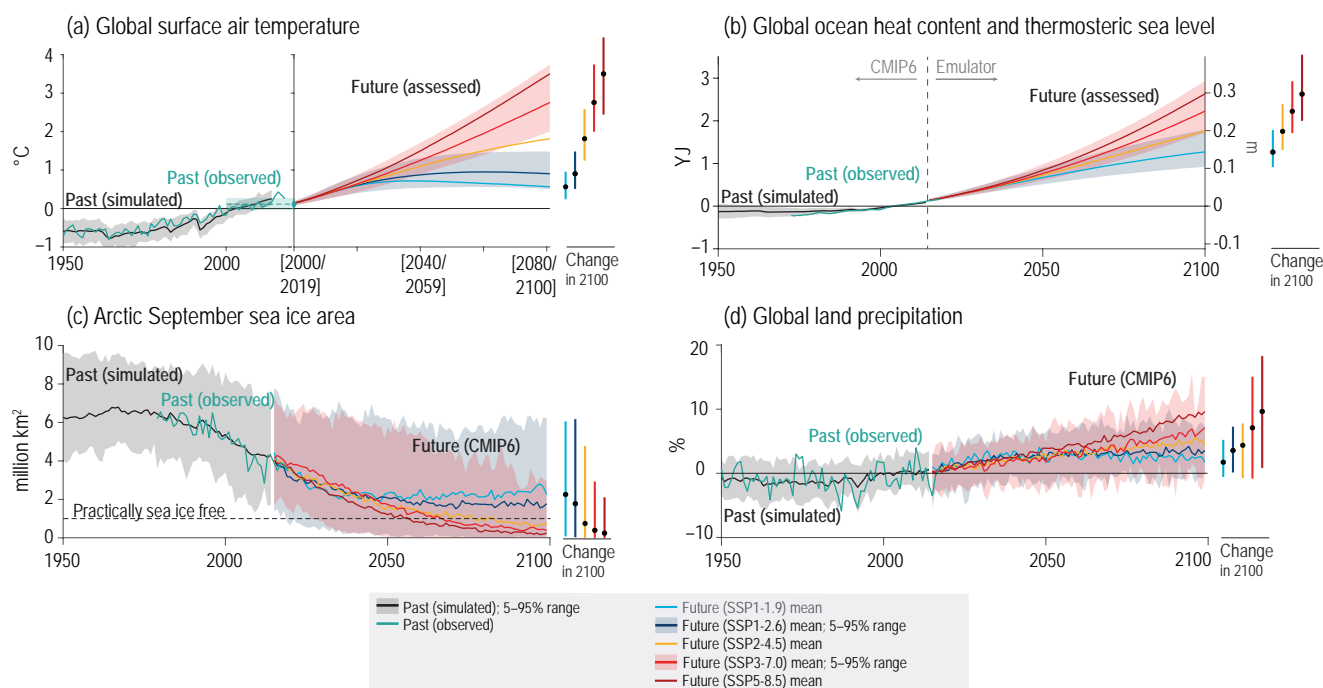 (a) Global surface air temperature
4
3
2
1
0
−1
°C
Future (assessed)
Past (observed)
Past (simulated)
1950
2000
[2000/
2019]
[2040/
2059]
[2080/
2100]
Change
in 2100
(b) Global ocean heat content and thermosteric sea level
3
2
1
0
−1
YJ
CMIP6
Emulator
Future (assessed)
Past (observed)
Past (simulated)
0.3
0.2
0.1
0
-0.1
m
1950
2000
2050
2100
Change
in 2100
(c) Arctic September sea ice area
10
8
6
4
2
0
million km²
Past (simulated)
Past (observed)
Future (CMIP6)
Practically sea ice free
1950
2000
2050
2100
Change
in 2100
(d) Global land precipitation
20
10
0
−10
%
Future (CMIP6)
Past (observed)
Past (simulated)
1950
2000
2050
2100
Change
in 2100
Past (simulated); 5–95% range
Past (observed)
Future (SSP1-1.9) mean
Future (SSP1-2.6) mean; 5–95% range
Future (SSP2-4.5) mean
Future (SSP3-7.0) mean; 5–95% range
Future (SSP5-8.5) mean